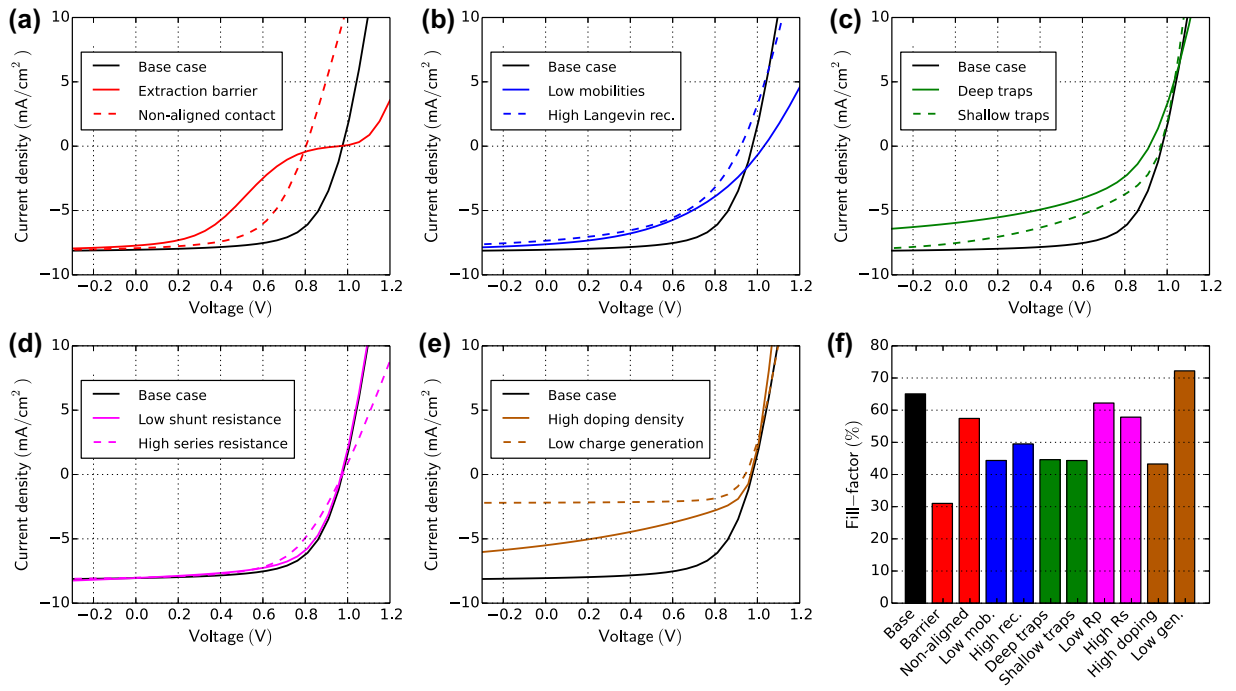 (a)
10
5
0
−5
−10
Current density (mA/cm²)
Base case
Extraction barrier
Non-aligned contact
−0.2 0.0 0.2 0.4 0.6 0.8 1.0 1.2
Voltage (V)
(b)
10
5
0
−5
−10
Current density (mA/cm²)
Base case
Low mobilities
High Langevin rec.
−0.2 0.0 0.2 0.4 0.6 0.8 1.0 1.2
Voltage (V)
(c)
10
5
0
−5
−10
Current density (mA/cm²)
Base case
Deep traps
Shallow traps
−0.2 0.0 0.2 0.4 0.6 0.8 1.0 1.2
Voltage (V)
(d)
10
5
0
−5
−10
Current density (mA/cm²)
Base case
Low shunt resistance
High series resistance
−0.2 0.0 0.2 0.4 0.6 0.8 1.0 1.2
Voltage (V)
(e)
10
5
0
−5
−10
Current density (mA/cm²)
Base case
High doping density
Low charge generation
−0.2 0.0 0.2 0.4 0.6 0.8 1.0 1.2
Voltage (V)
(f)
80
70
60
50
40
30
20
10
0
Fill−factor (%)
Base
Barrier
Non-aligned
Low mob.
High rec.
Deep traps
Shallow traps
Low Rp
High Rs
High doping
Low gen.